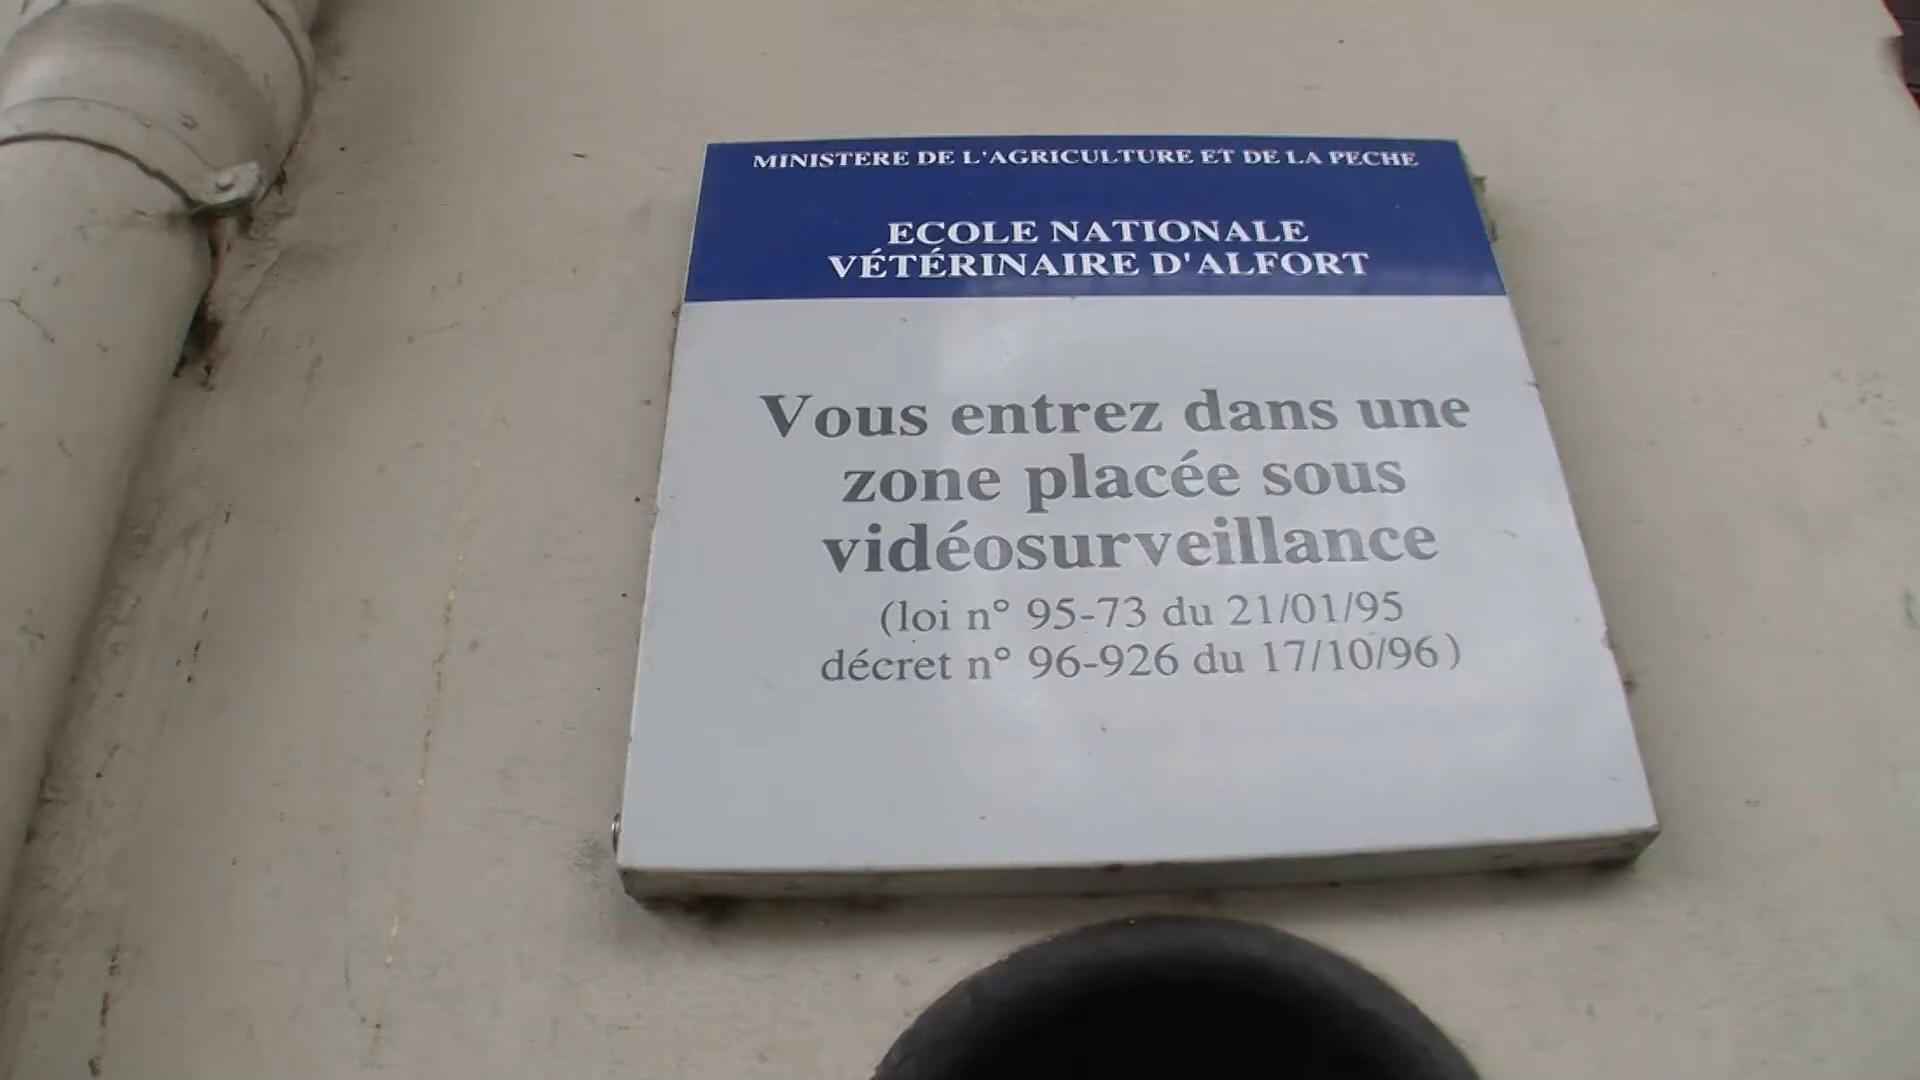 MINISTERE DE L'AGRICULTURE ET DE LA PECHE
ECOLE NATIONALE
VÉTÉRINAIRE D'ALFORT
Vous entrez dans une
zone placée sous
vidéosurveillance
(loi n° 95-73 du 21/01/95
décret n° 96-926 du 17/10/96)